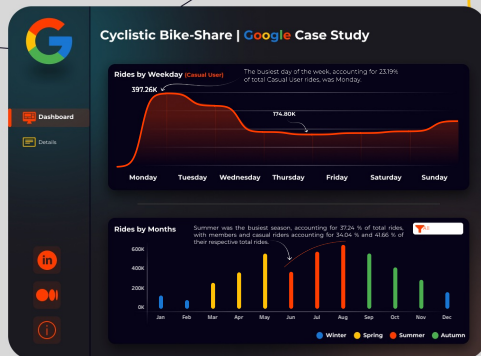 Cyclistic Bike-Share | Google Case Study
Rides by Weekday (Casual User)
The busiest day of the week, accounting for 23.19%
of total Casual User rides, was Monday.
397.26K
174.80K
Monday Tuesday Wednesday Thursday Friday Saturday Sunday
Dashboard
Details
Rides by Months
Summer was the busiest season, accounting for 37.24 % of total rides,
with members and casual riders accounting for 34.04 % and 41.66 % of
their respective total rides.
600K
400K
200K
0K
Jan Feb Mar Apr May Jun Jul Aug Sep Oct Nov Dec
Winter Spring Summer Autumn
in